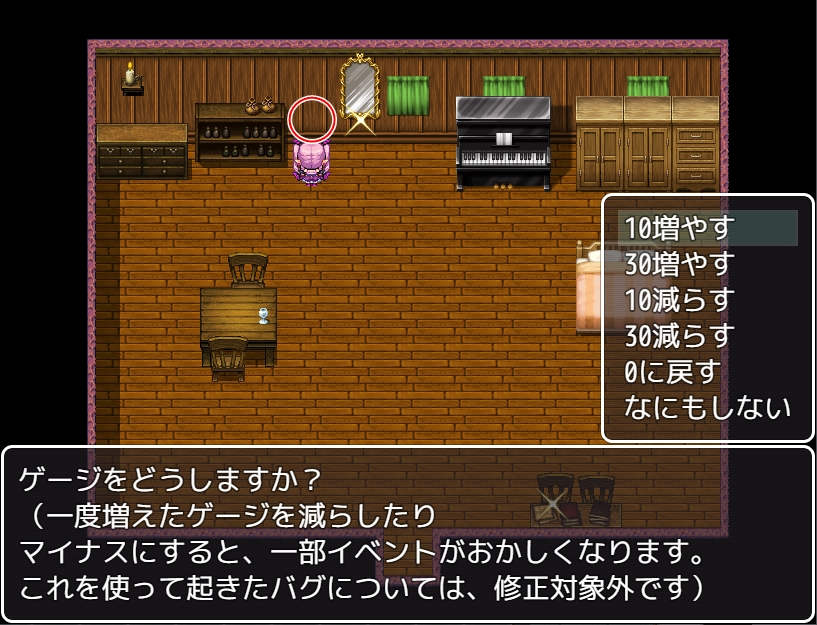 10増やす
30増やす
10減らす
30減らす
0に戻す
なにもしない
ゲージをどうしますか？
（一度増えたゲージを減らしたり
マイナスにすると、一部イベントがおかしくなります。
これを使って起きたバグについては、修正対象外です）